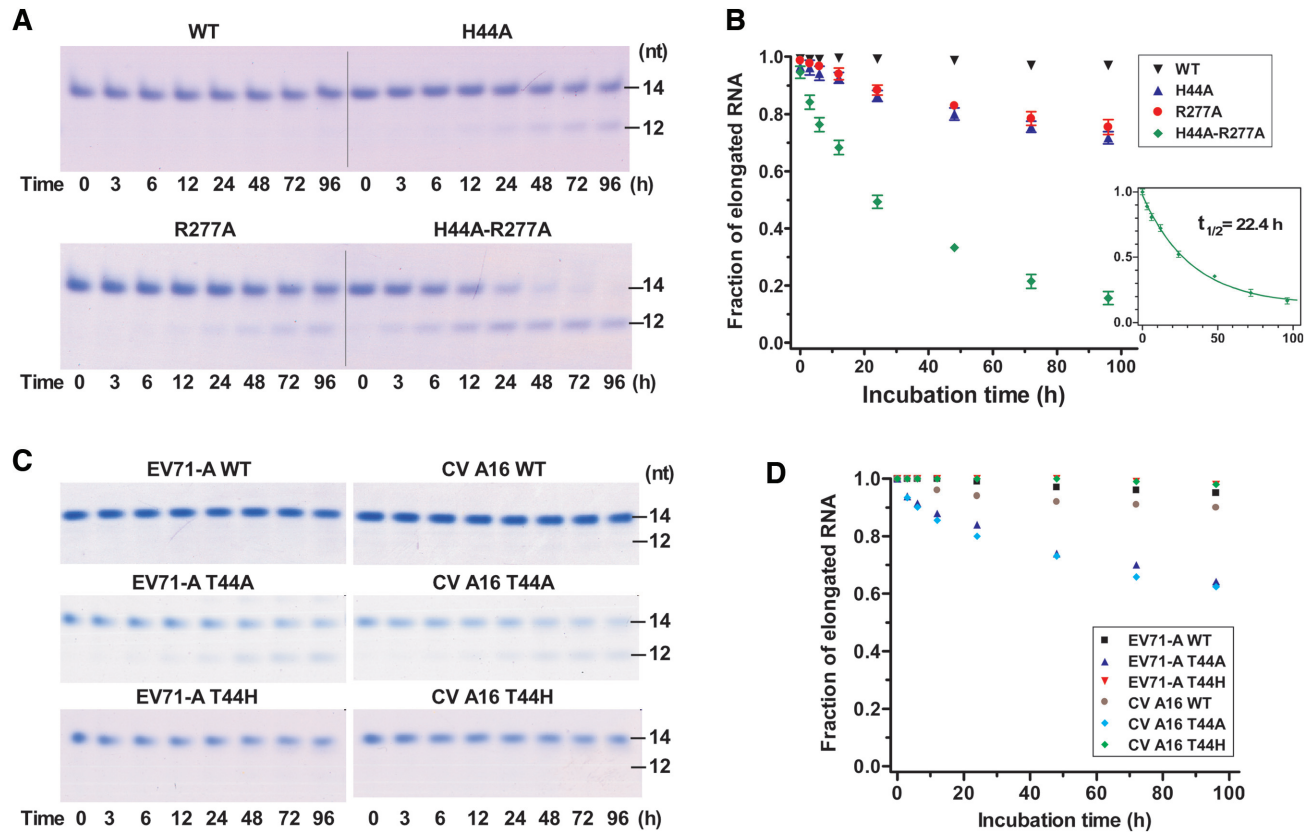 A
WT H44A
(nt)
14
12
Time 0 3 6 12 24 48 72 96 0 3 6 12 24 48 72 96 (h)
R277A H44A-R277A
14
12
Time 0 3 6 12 24 48 72 96 0 3 6 12 24 48 72 96 (h)
B
Fraction of elongated RNA
1.0
0.8
0.6
0.4
0.2
0.0
0 20 40 60 80 100
Incubation time (h)
WT
H44A
R277A
H44A-R277A
1.0
0.5
0.0
0 50 100
t1/2= 22.4 h
C
EV71-A WT CV A16 WT (nt)
14
12
EV71-A T44A CV A16 T44A
14
12
EV71-A T44H CV A16 T44H
14
12
Time 0 3 6 12 24 48 72 96 0 3 6 12 24 48 72 96 (h)
D
Fraction of elongated RNA
1.0
0.8
0.6
0.4
0.2
0.0
0 20 40 60 80 100
Incubation time (h)
EV71-A WT
EV71-A T44A
EV71-A T44H
CV A16 WT
CV A16 T44A
CV A16 T44H